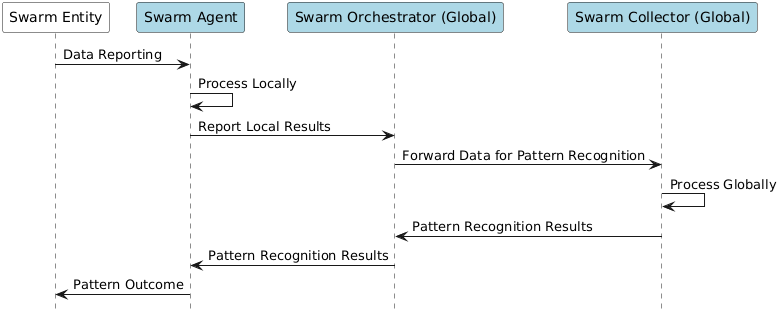 Swarm Entity
Swarm Agent
Swarm Orchestrator (Global)
Swarm Collector (Global)
Data Reporting
Process Locally
Report Local Results
Forward Data for Pattern Recognition
Process Globally
Pattern Recognition Results
Pattern Recognition Results
Pattern Outcome